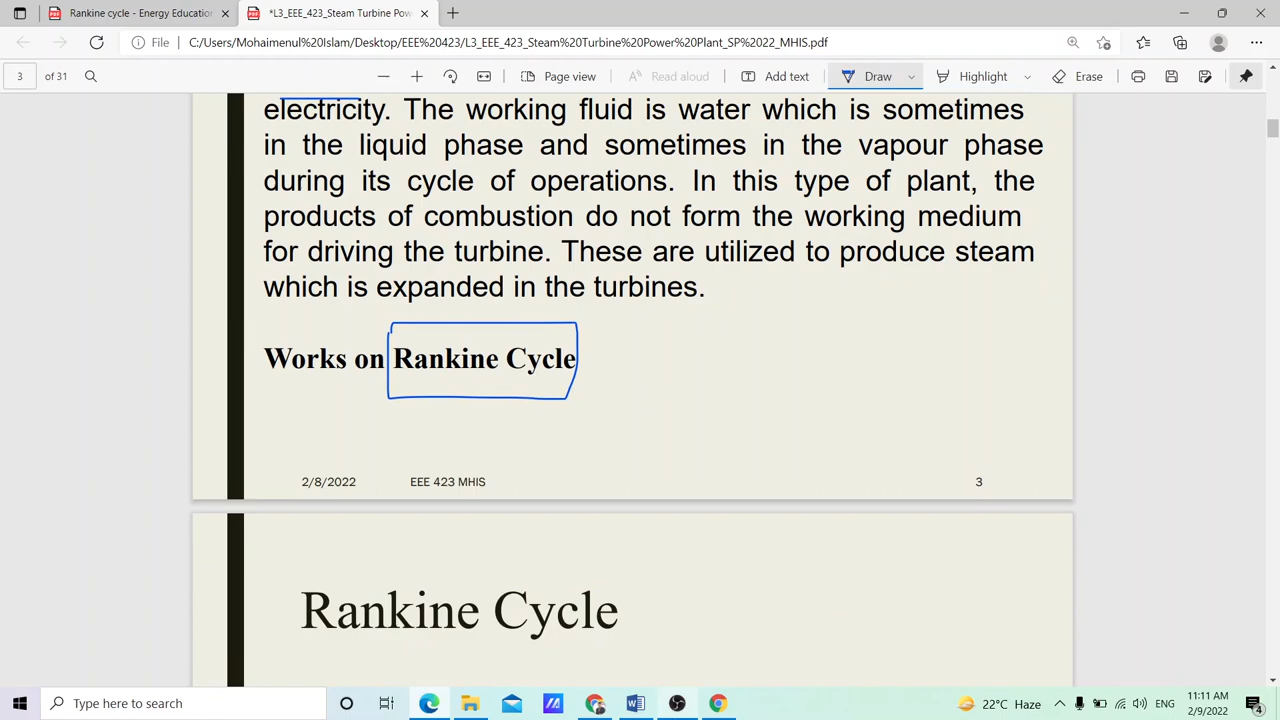 Rankine cycle - Energy Education
*L3_EEE_423_Steam Turbine Pow
File
C:/Users/Mohaimenul%20Islam/Desktop/EEE%20423/L3_EEE_423_Steam%20Turbine%20Power%20Plant_SP%2022_MHIS.pdf
3 of 31
Page view
Read aloud
Add text
Draw
Highlight
Erase
electricity. The working fluid is water which is sometimes
in the liquid phase and sometimes in the vapour phase
during its cycle of operations. In this type of plant, the
products of combustion do not form the working medium
for driving the turbine. These are utilized to produce steam
which is expanded in the turbines.
Works on Rankine Cycle
2/8/2022 EEE 423 MHIS 3
Rankine Cycle
Type here to search
22°C Haze
ENG
11:11 AM
2/9/2022
4